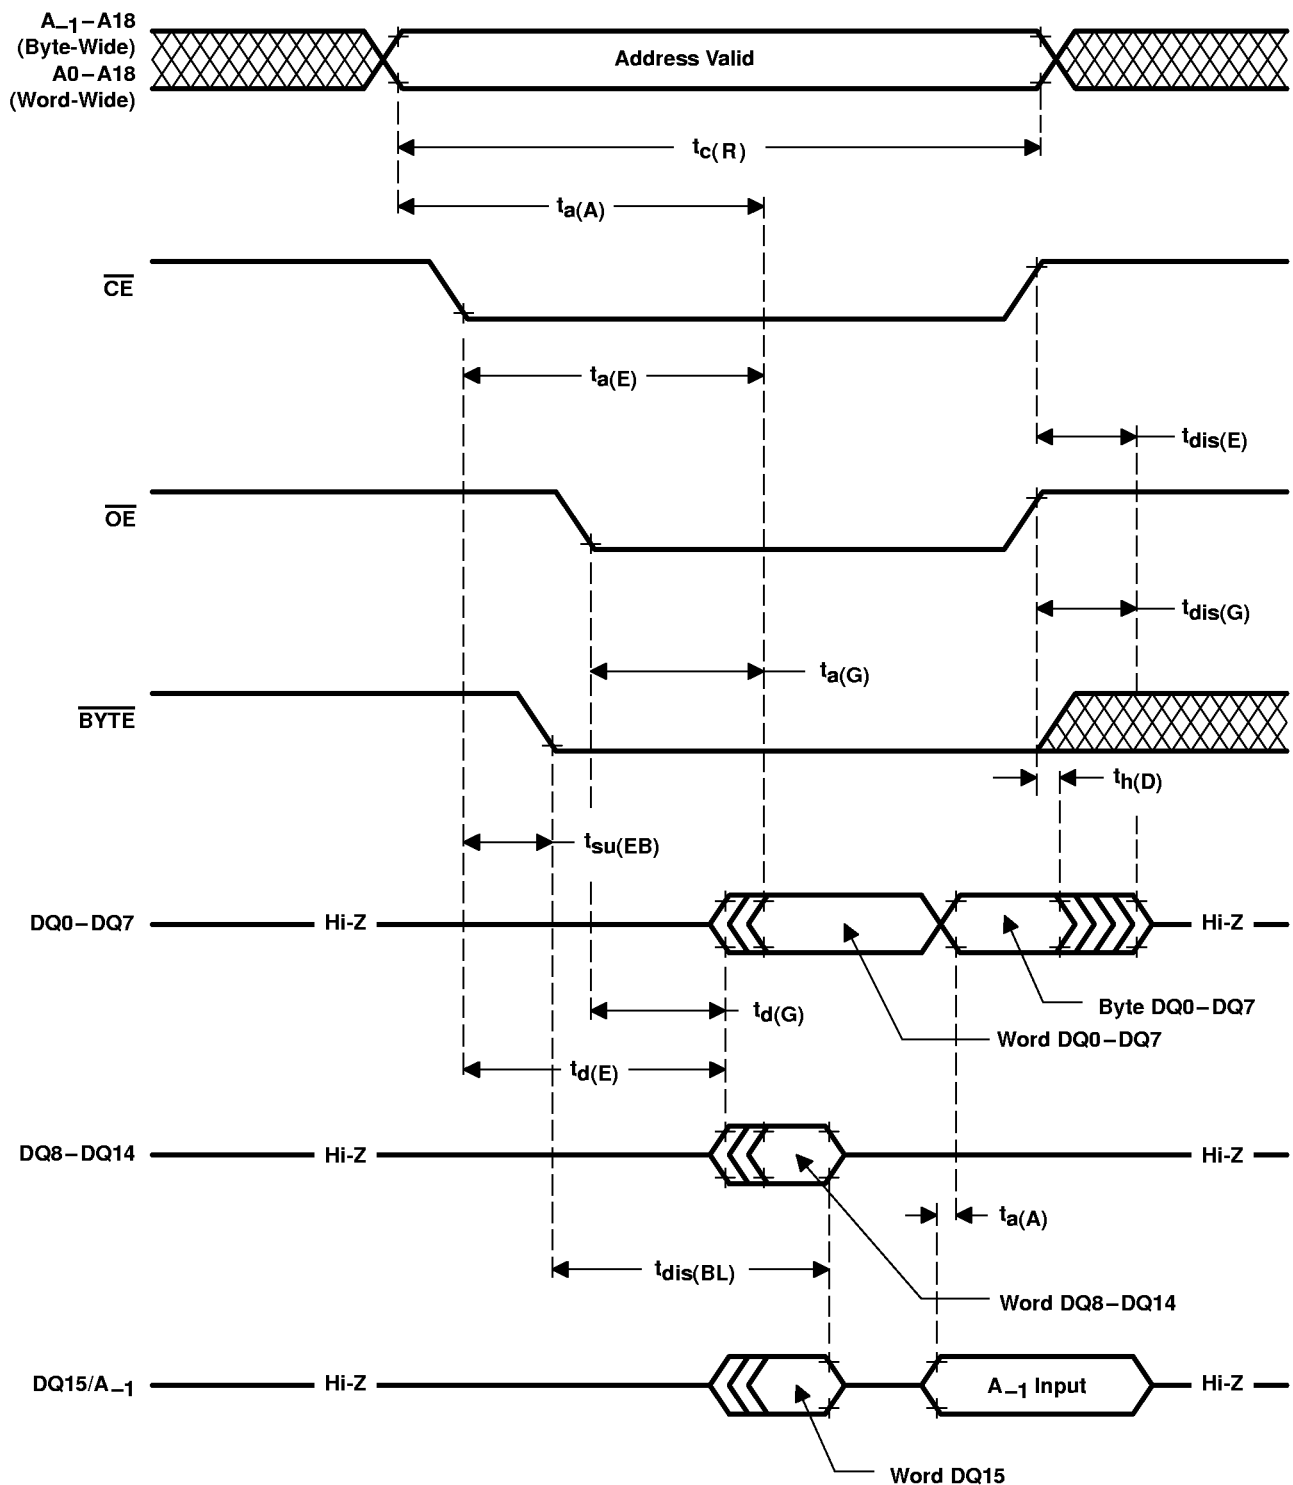 A–1–A18
(Byte-Wide)
A0–A18
(Word-Wide)
Address Valid
tc(R)
ta(A)
CE
ta(E)
tdis(E)
OE
tdis(G)
ta(G)
BYTE
th(D)
tsu(EB)
DQ0–DQ7
Hi-Z
Hi-Z
td(G)
Byte DQ0–DQ7
Word DQ0–DQ7
td(E)
DQ8–DQ14
Hi-Z
Hi-Z
ta(A)
tdis(BL)
Word DQ8–DQ14
DQ15/A–1
Hi-Z
A–1 Input
Hi-Z
Word DQ15